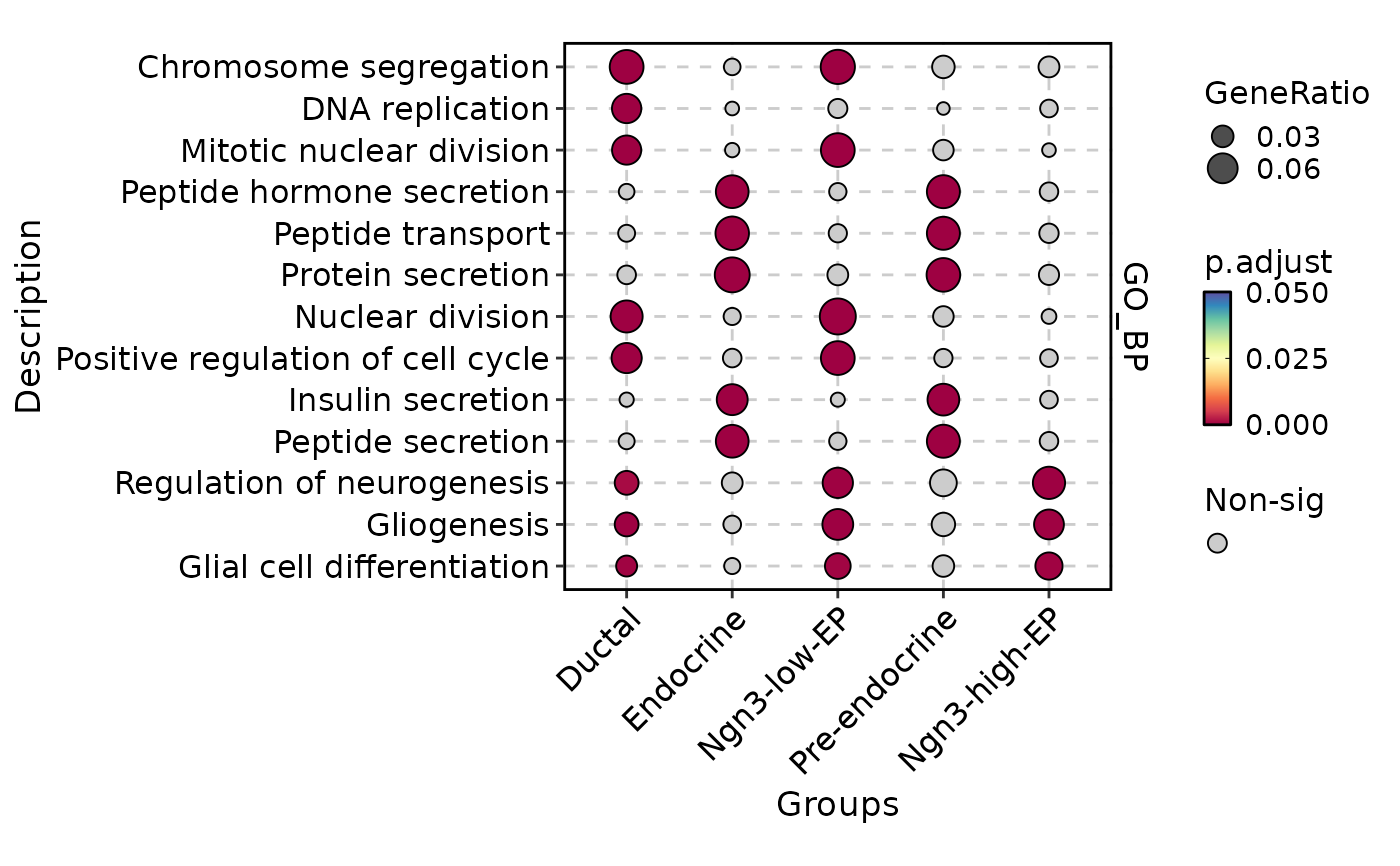 Description
Chromosome segregation
DNA replication
Mitotic nuclear division
Peptide hormone secretion
Peptide transport
Protein secretion
Nuclear division
Positive regulation of cell cycle
Insulin secretion
Peptide secretion
Regulation of neurogenesis
Gliogenesis
Glial cell differentiation
Ductal
Endocrine
Ngn3-low-EP
Pre-endocrine
Ngn3-high-EP
Groups
GO_BP
GeneRatio
0.03
0.06
p.adjust
0.050
0.025
0.000
Non-sig